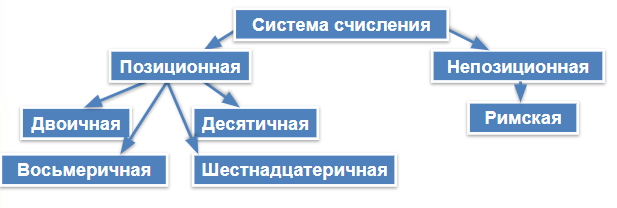 Система счисления
Позиционная
Непозиционная
Двоичная
Десятичная
Римская
Восьмеричная
Шестнадцатеричная